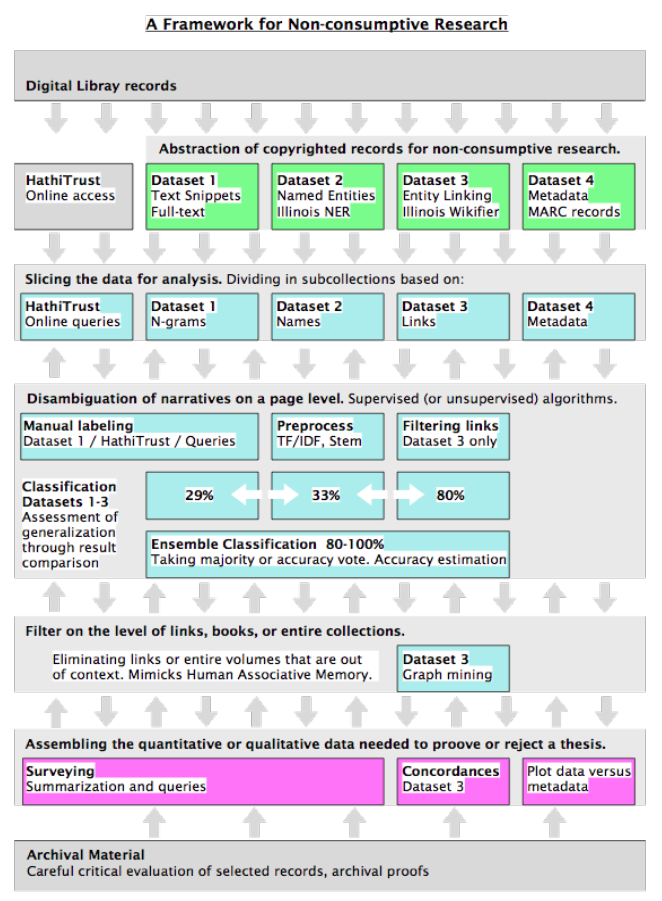 A Framework for Non-consumptive Research
Digital Libray records
Abstraction of copyrighted records for non-consumptive research.
HathiTrust
Online access
Dataset 1
Text Snippets
Full-text
Dataset 2
Named Entities
Illinois NER
Dataset 3
Entity Linking
Illinois Wikifier
Dataset 4
Metadata
MARC records
Slicing the data for analysis. Dividing in subcollections based on:
HathiTrust
Online queries
Dataset 1
N-grams
Dataset 2
Names
Dataset 3
Links
Dataset 4
Metadata
Disambiguation of narratives on a page level. Supervised (or unsupervised) algorithms.
Manual labeling
Dataset 1 / HathiTrust / Queries
Preprocess
TF/IDF, Stem
Filtering links
Dataset 3 only
Classification
Datasets 1-3
Assessment of
generalization
through result
comparison
29%
33%
80%
Ensemble Classification 80-100%
Taking majority or accuracy vote. Accuracy estimation
Filter on the level of links, books, or entire collections.
Eliminating links or entire volumes that are out
of context. Mimicks Human Associative Memory.
Dataset 3
Graph mining
Assembling the quantitative or qualitative data needed to proove or reject a thesis.
Surveying
Summarization and queries
Concordances
Dataset 3
Plot data versus
metadata
Archival Material
Careful critical evaluation of selected records, archival proofs